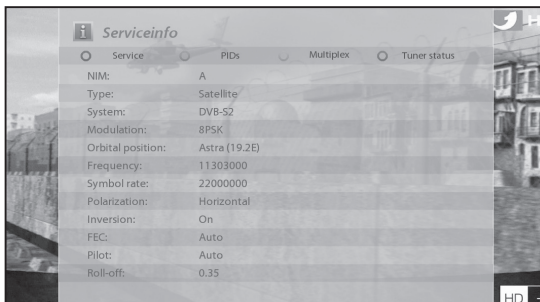 Serviceinfo
Service PIDs Multiplex Tuner status
NIM: A
Type: Satellite
System: DVB-S2
Modulation: 8PSK
Orbital position: Astra (19.2E)
Frequency: 11303000
Symbol rate: 22000000
Polarization: Horizontal
Inversion: On
FEC: Auto
Pilot: Auto
Roll-off: 0.35
HD